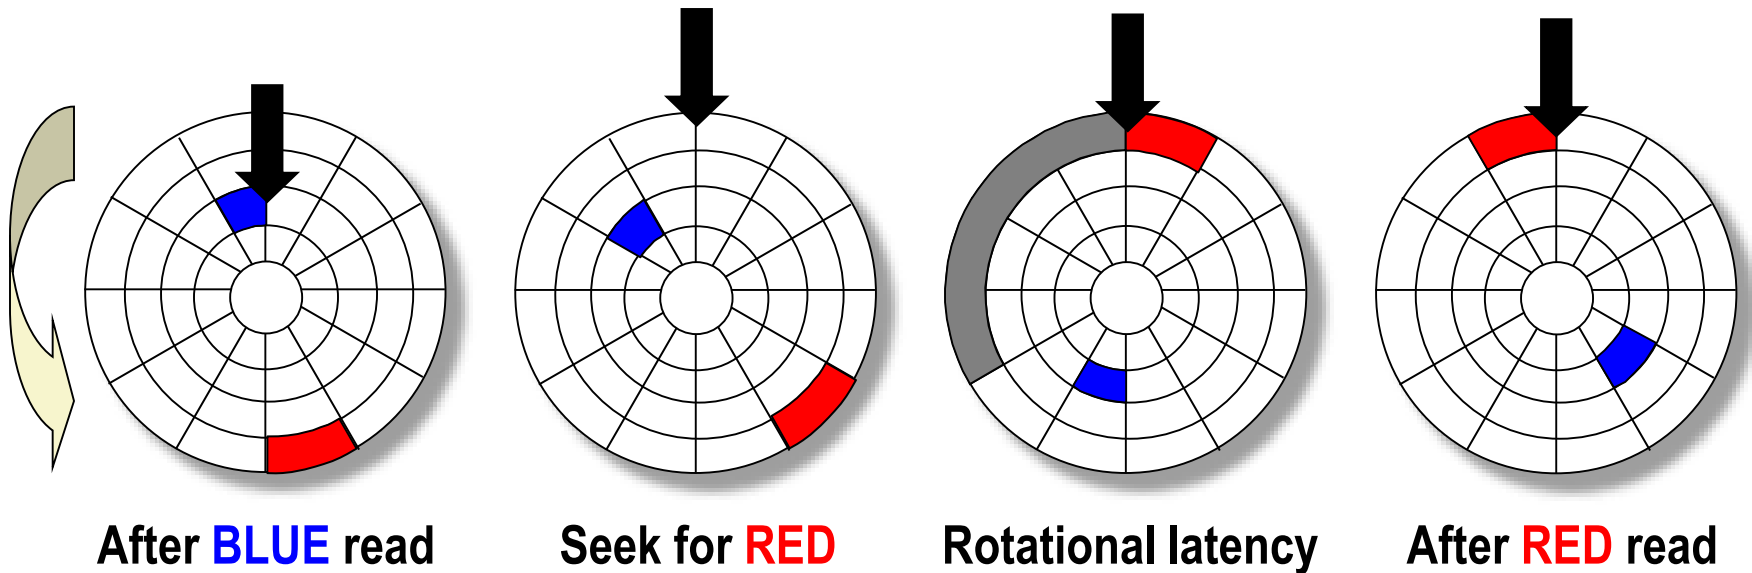 After BLUE read
Seek for RED
Rotational latency
After RED read